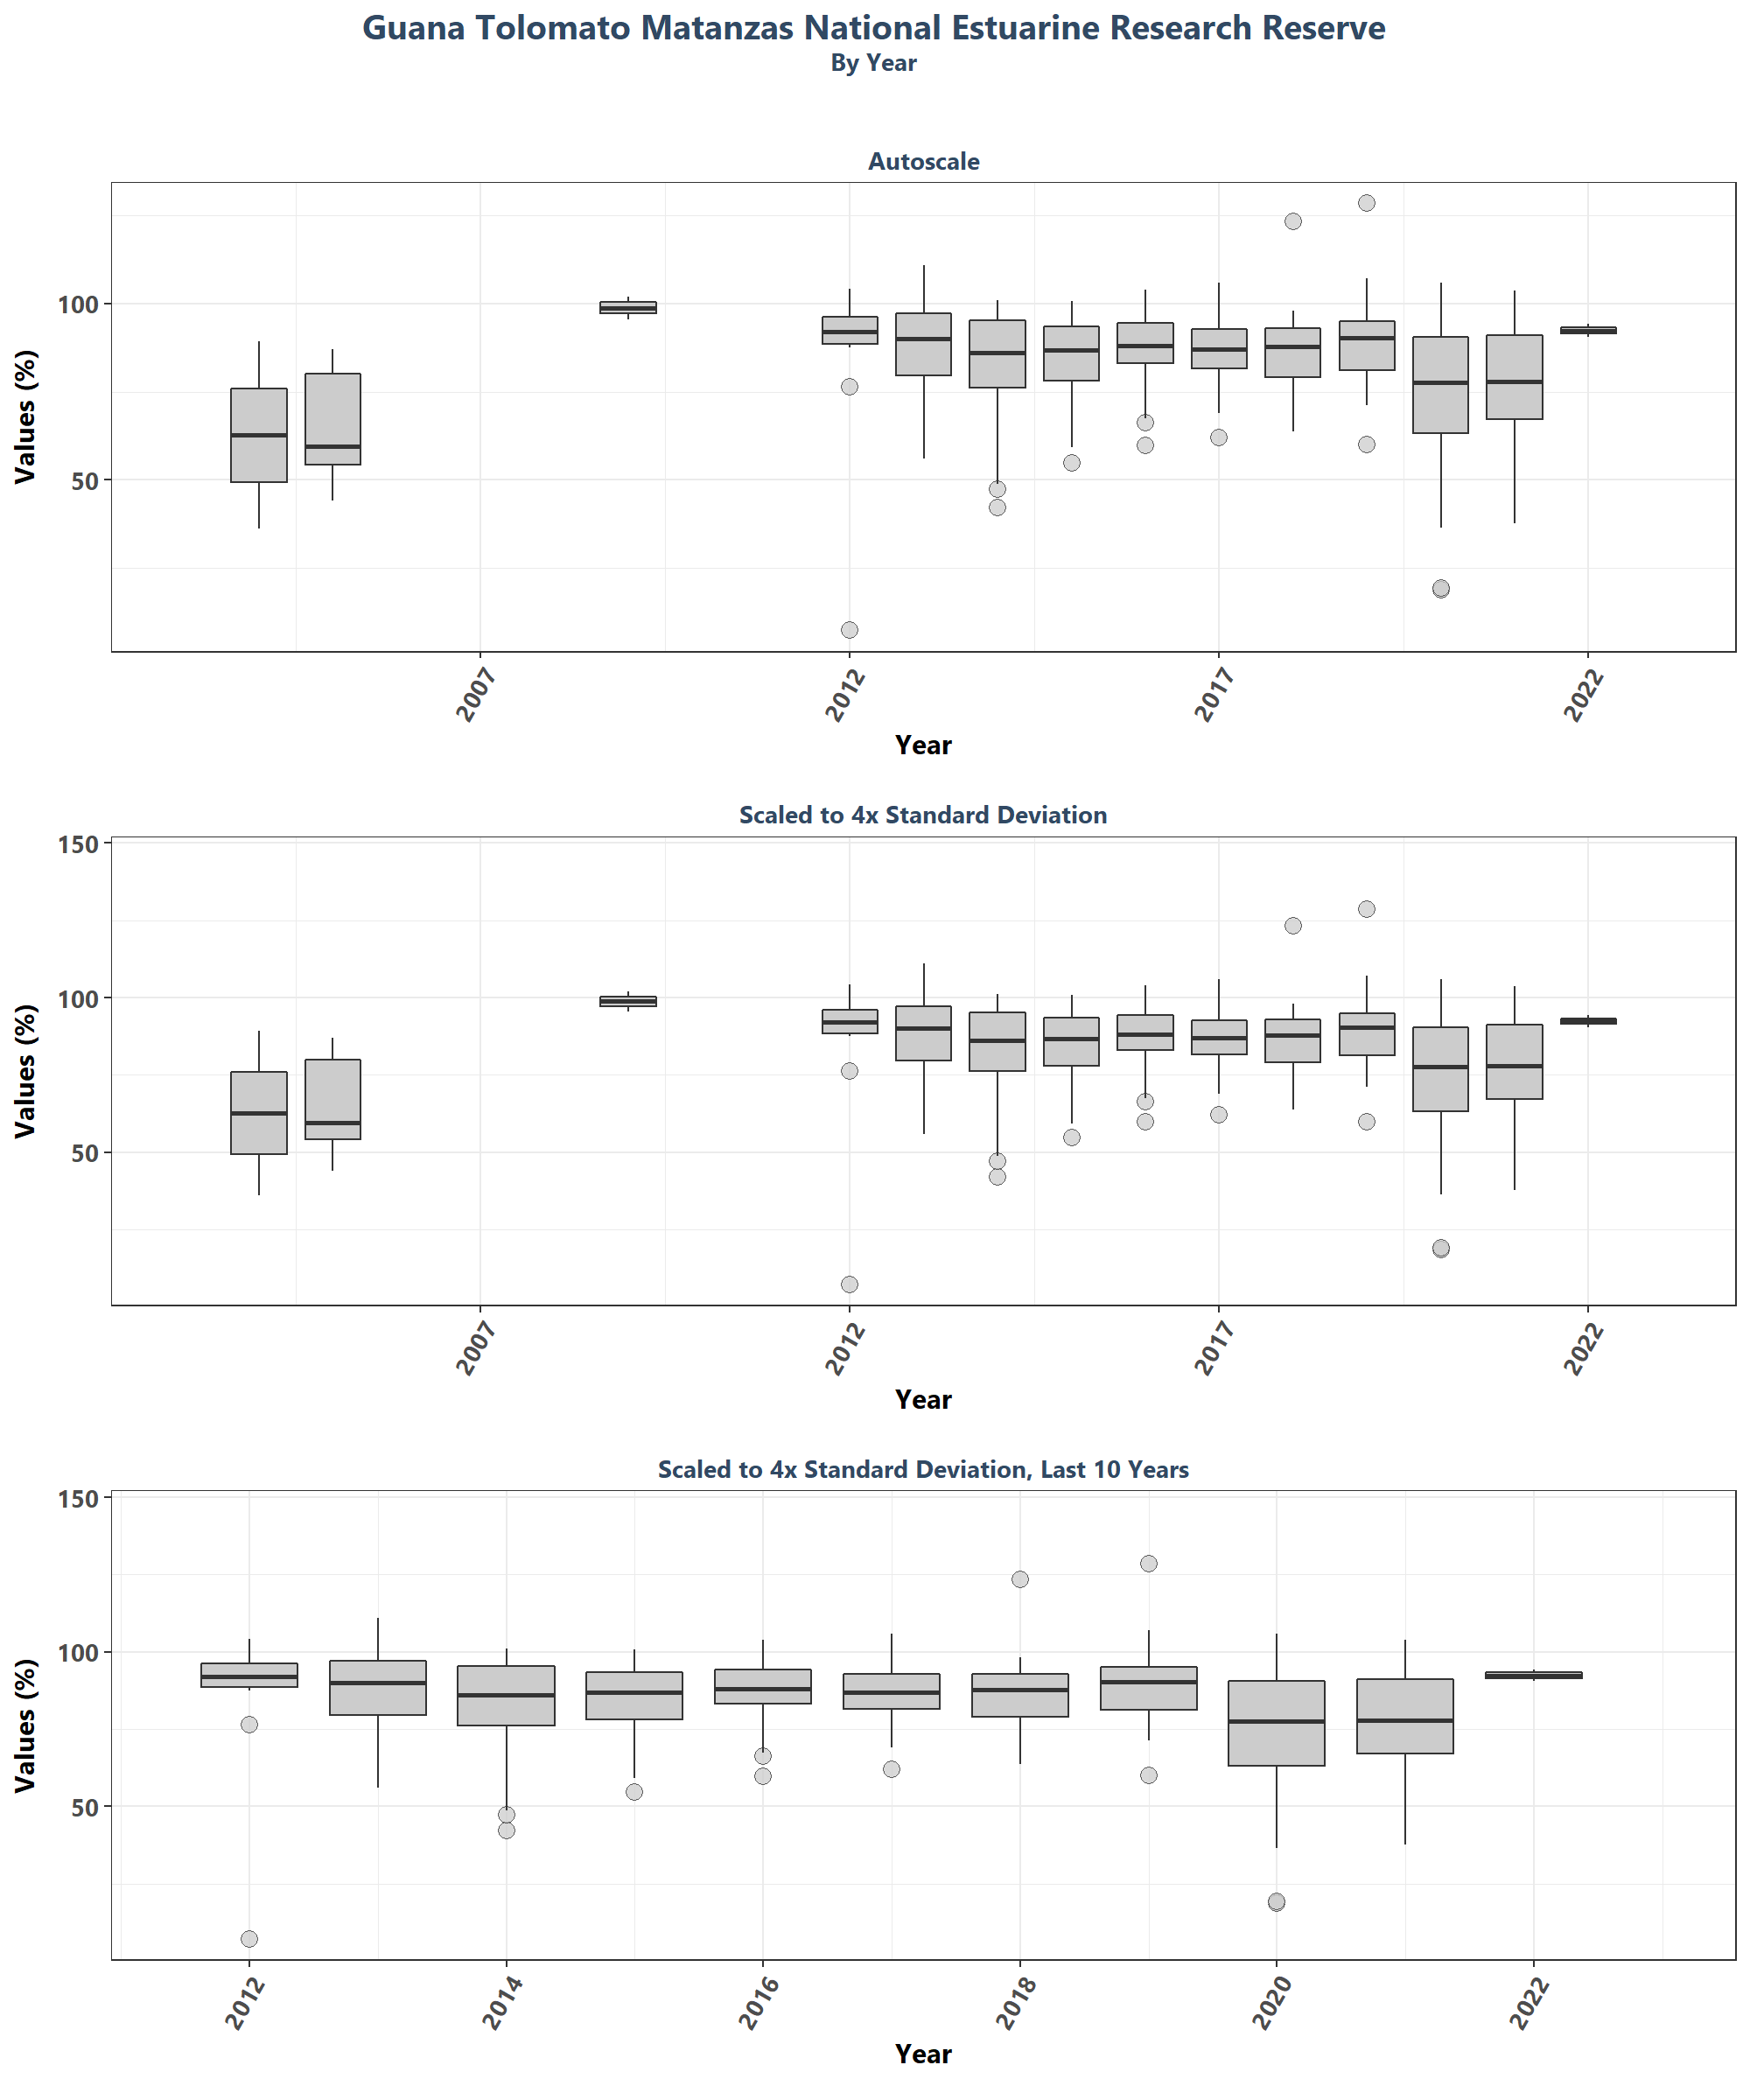 Guana Tolomato Matanzas National Estuarine Research Reserve
By Year
Autoscale
Values (%)
100
50
2007
2012
2017
2022
Year
Scaled to 4x Standard Deviation
Values (%)
150
100
50
2007
2012
2017
2022
Year
Scaled to 4x Standard Deviation, Last 10 Years
Values (%)
150
100
50
2012
2014
2016
2018
2020
2022
Year